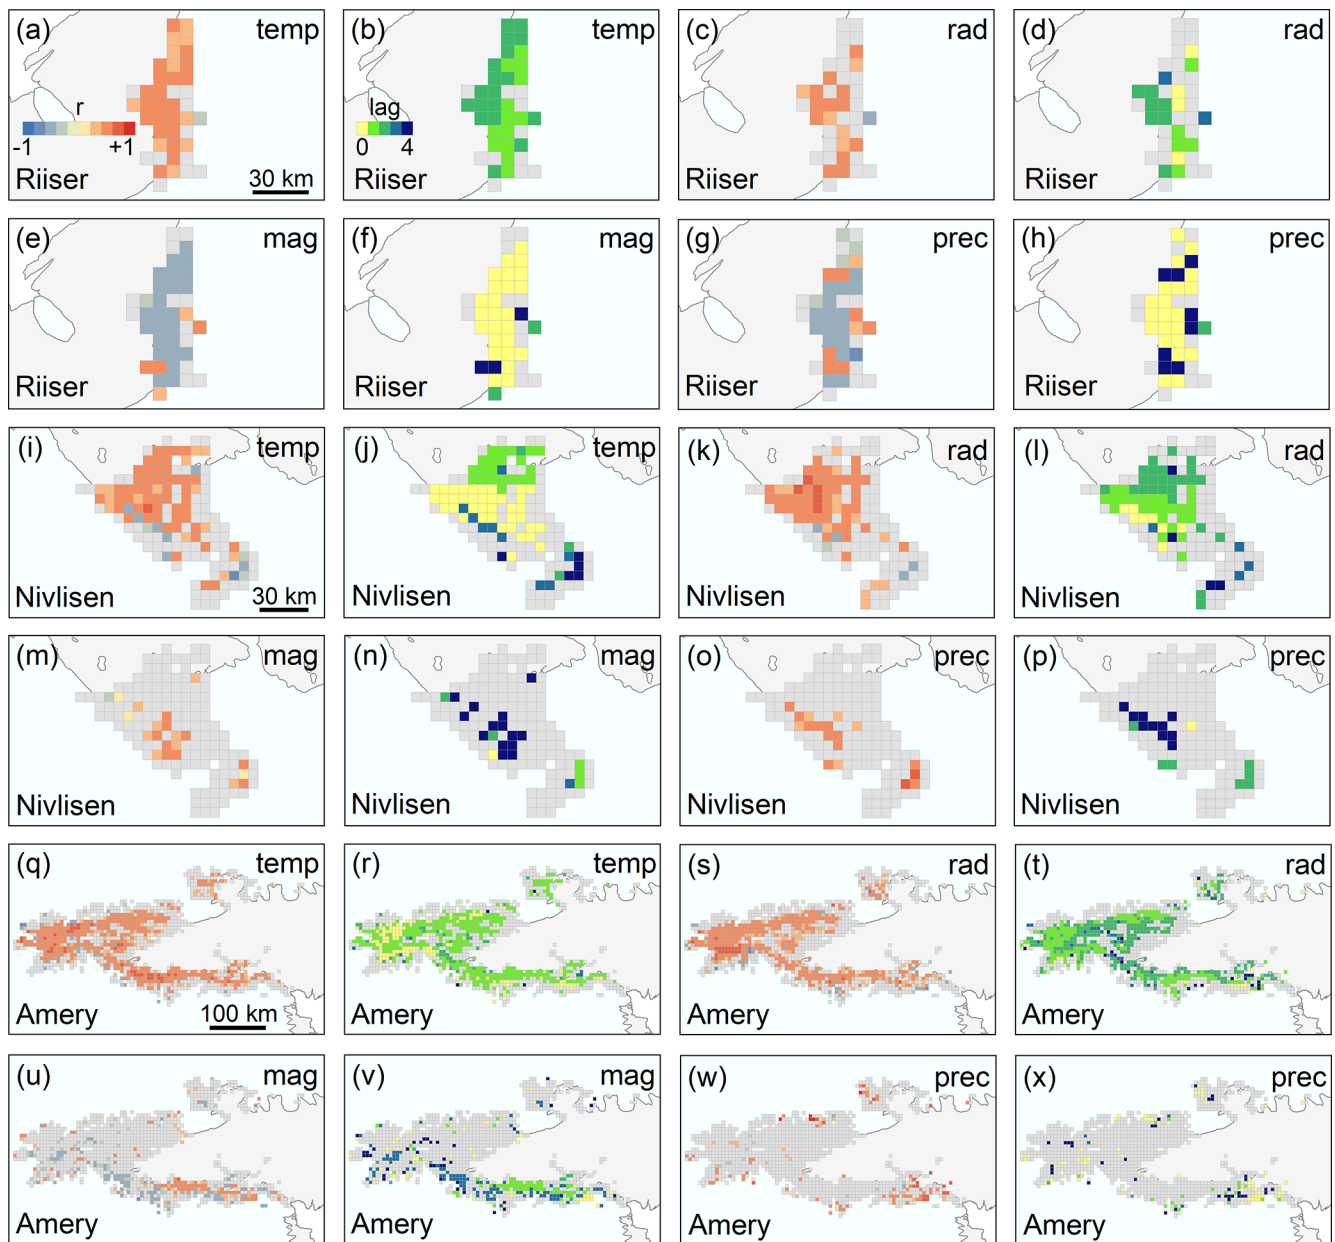 (a) temp (b) temp (c) rad (d) rad
r lag
-1 +1 0 4
Riiser 30 km Riiser Riiser Riiser
(e) mag (f) mag (g) prec (h) prec
Riiser Riiser Riiser Riiser
(i) temp (j) temp (k) rad (l) rad
Nivlisen 30 km Nivlisen Nivlisen Nivlisen
(m) mag (n) mag (o) prec (p) prec
Nivlisen Nivlisen Nivlisen Nivlisen
(q) temp (r) temp (s) rad (t) rad
Amery 100 km Amery Amery Amery
(u) mag (v) mag (w) prec (x) prec
Amery Amery Amery Amery